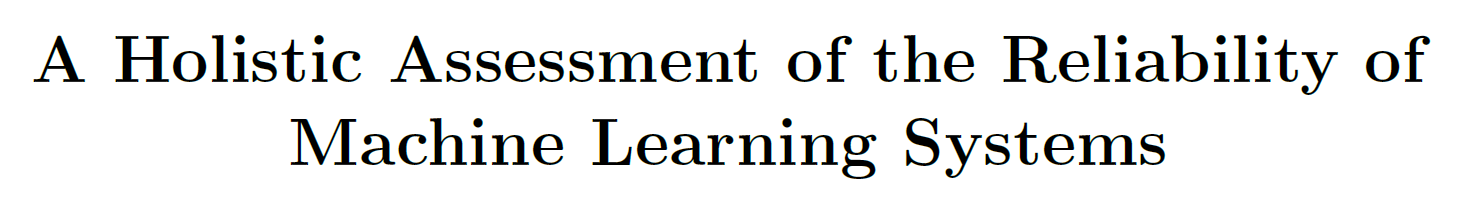 A Holistic Assessment of the Reliability of
Machine Learning Systems